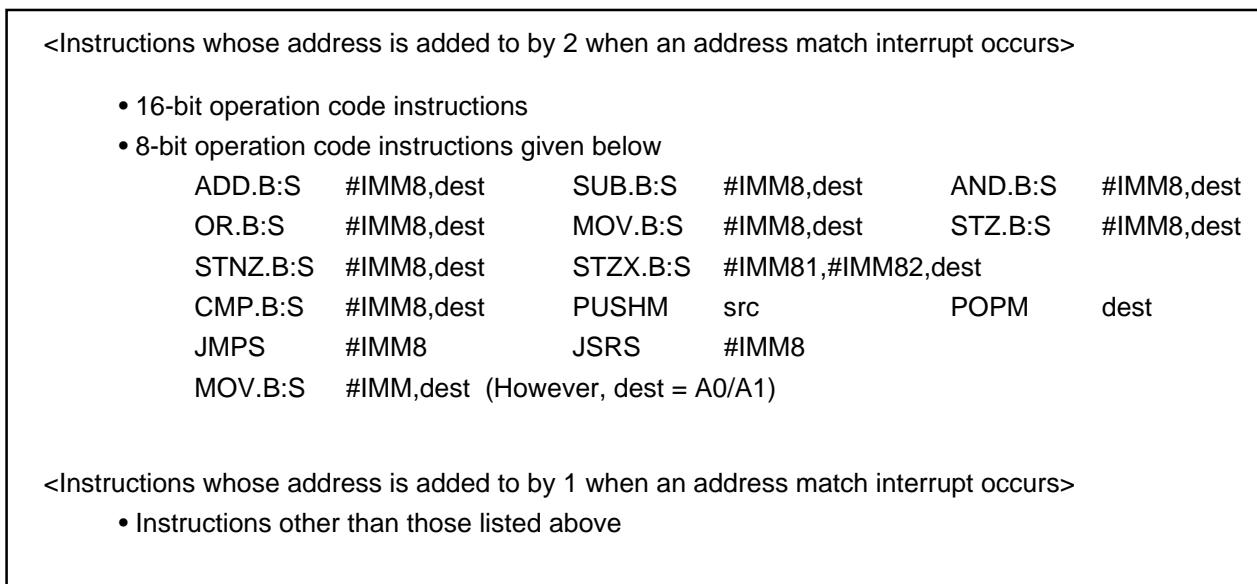 <Instructions whose address is added to by 2 when an address match interrupt occurs>
• 16-bit operation code instructions
• 8-bit operation code instructions given below
ADD.B:S #IMM8,dest SUB.B:S #IMM8,dest AND.B:S #IMM8,dest
OR.B:S #IMM8,dest MOV.B:S #IMM8,dest STZ.B:S #IMM8,dest
STNZ.B:S #IMM8,dest STZX.B:S #IMM81,#IMM82,dest
CMP.B:S #IMM8,dest PUSHM src POPM dest
JMPS #IMM8 JSRS #IMM8
MOV.B:S #IMM,dest (However, dest = A0/A1)
<Instructions whose address is added to by 1 when an address match interrupt occurs>
• Instructions other than those listed above